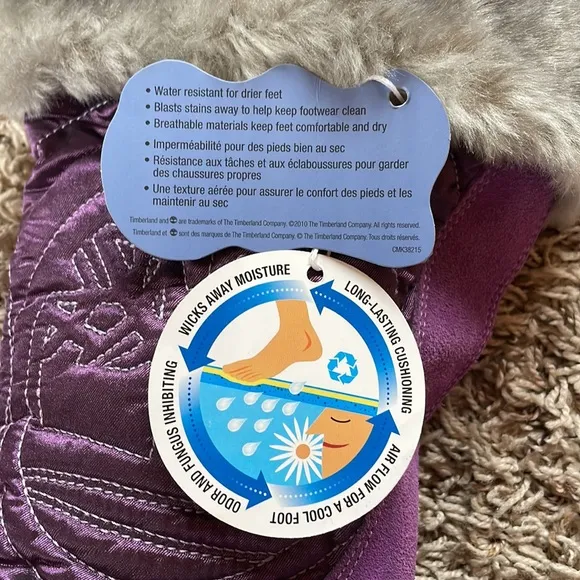 • Water resistant for drier feet
• Blasts stains away to help keep footwear clean
• Breathable materials keep feet comfortable and dry
• Imperméabilité pour des pieds bien au sec
• Résistance aux tâches et aux éclaboussures pour garder
des chaussures propres
• Une texture aérée pour assurer le confort des pieds et les
maintenir au sec
Timberland and are trademarks of The Timberland Company. ©2010 The Timberland Company. All rights reserved.
Timberland et sont des marques de The Timberland Company. © The Timberland Company. Tous droits réservés.
CMK38215
WICKS AWAY MOISTURE
LONG-LASTING CUSHIONING
AIR FLOW FOR A COOL FOOT
ODOR AND FUNGUS INHIBITING